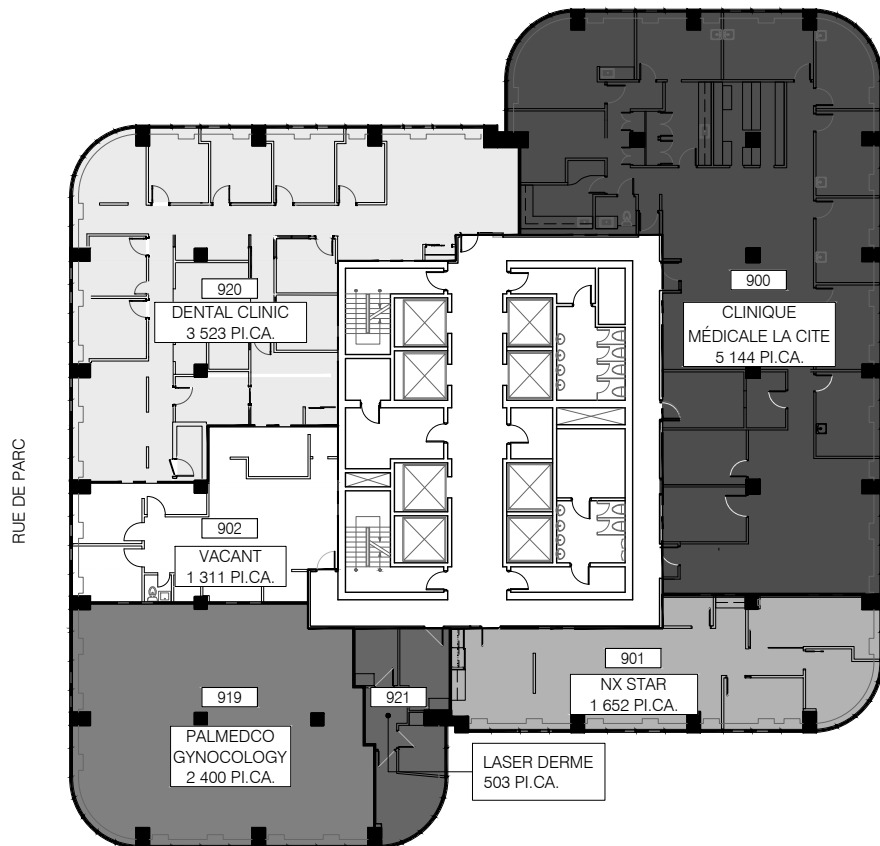 920
DENTAL CLINIC
3 523 PI.CA.
900
CLINIQUE
MÉDICALE LA CITE
5 144 PI.CA.
RUE DE PARC
902
VACANT
1 311 PI.CA.
901
NX STAR
1 652 PI.CA.
919
PALMEDCO
GYNOCOLOGY
2 400 PI.CA.
921
LASER DERME
503 PI.CA.